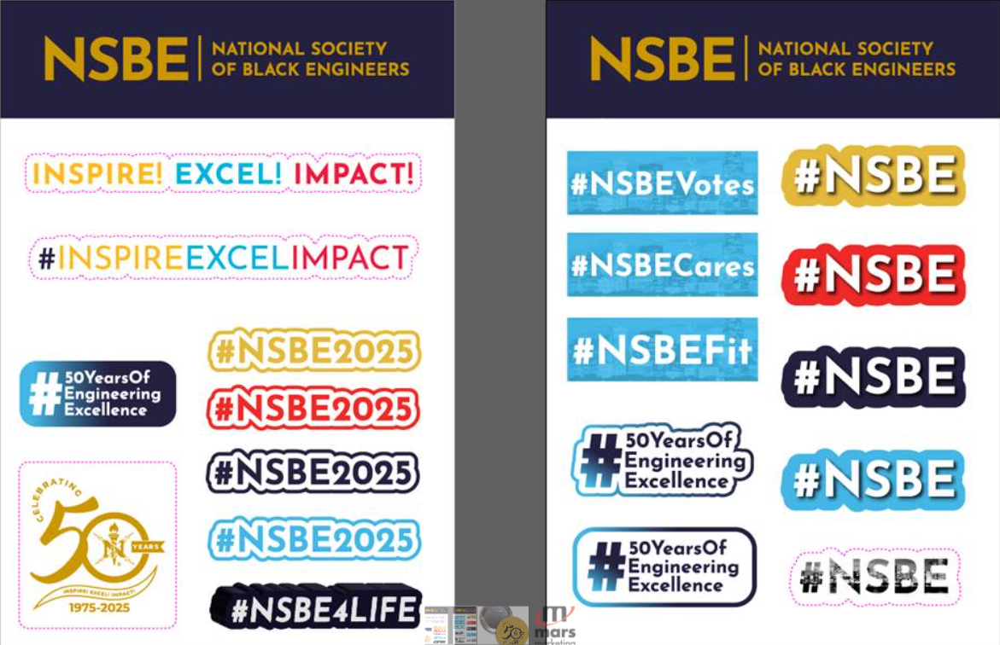 NSBE
NATIONAL SOCIETY
OF BLACK ENGINEERS
INSPIRE! EXCEL! IMPACT!
#INSPIREEXCELIMPACT
#50YearsOf
Engineering
Excellence
#NSBE2025
#NSBE2025
#NSBE2025
#NSBE2025
#NSBE4LIFE
CELEBRATING
50
YEARS
INSPIRE! EXCEL! IMPACT!
1975-2025
NSBE
NATIONAL SOCIETY
OF BLACK ENGINEERS
#NSBEVotes
#NSBECares
#NSBEFit
#50YearsOf
Engineering
Excellence
#50YearsOf
Engineering
Excellence
#NSBE
#NSBE
#NSBE
#NSBE
#NSBE
mars
marketing